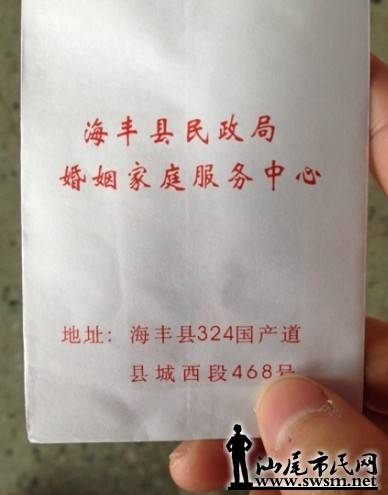 海丰县民政局
婚姻家庭服务中心
地址：海丰县324国产道
县城西段468号
汕尾市民网
www.swsm.net